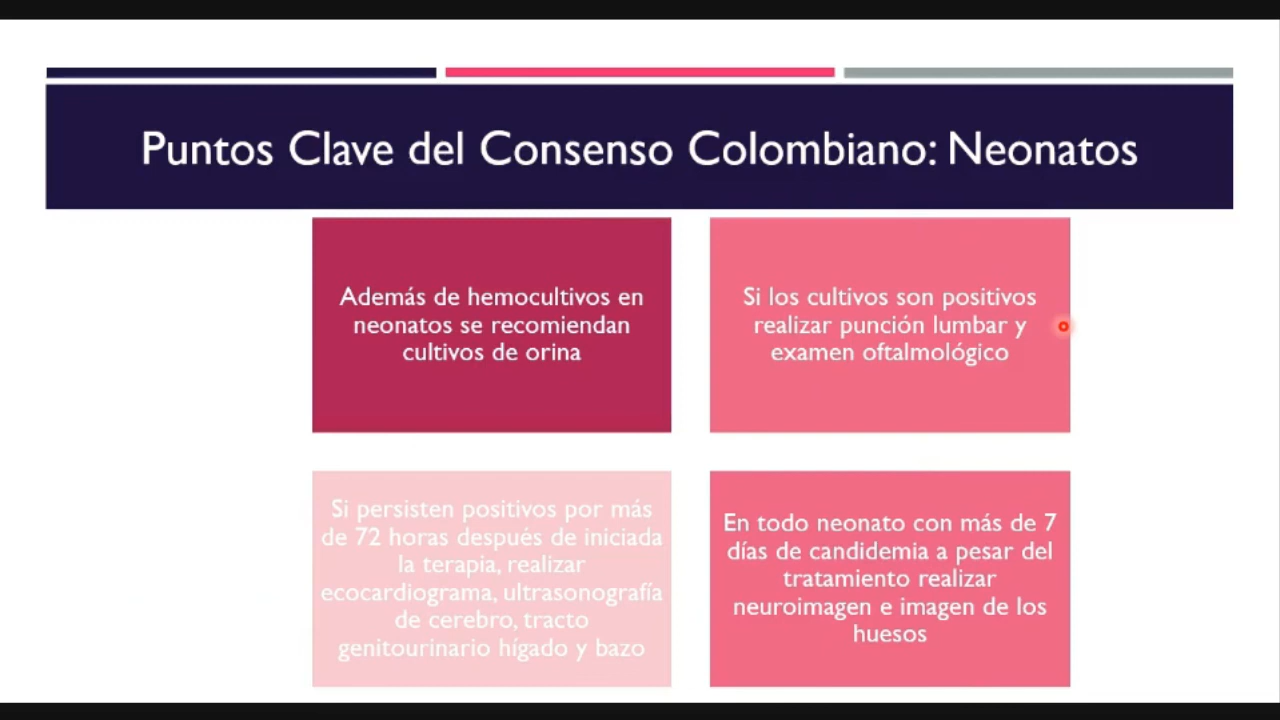 Puntos Clave del Consenso Colombiano: Neonatos
Además de hemocultivos en
neonatos se recomiendan
cultivos de orina
Si los cultivos son positivos
realizar punción lumbar y
examen oftalmológico
Si persisten positivos por más
de 72 horas después de iniciada
la terapia, realizar
ecocardiograma, ultrasonografía
de cerebro, tracto
genitourinario hígado y bazo
En todo neonato con más de 7
días de candidemia a pesar del
tratamiento realizar
neuroimagen e imagen de los
huesos